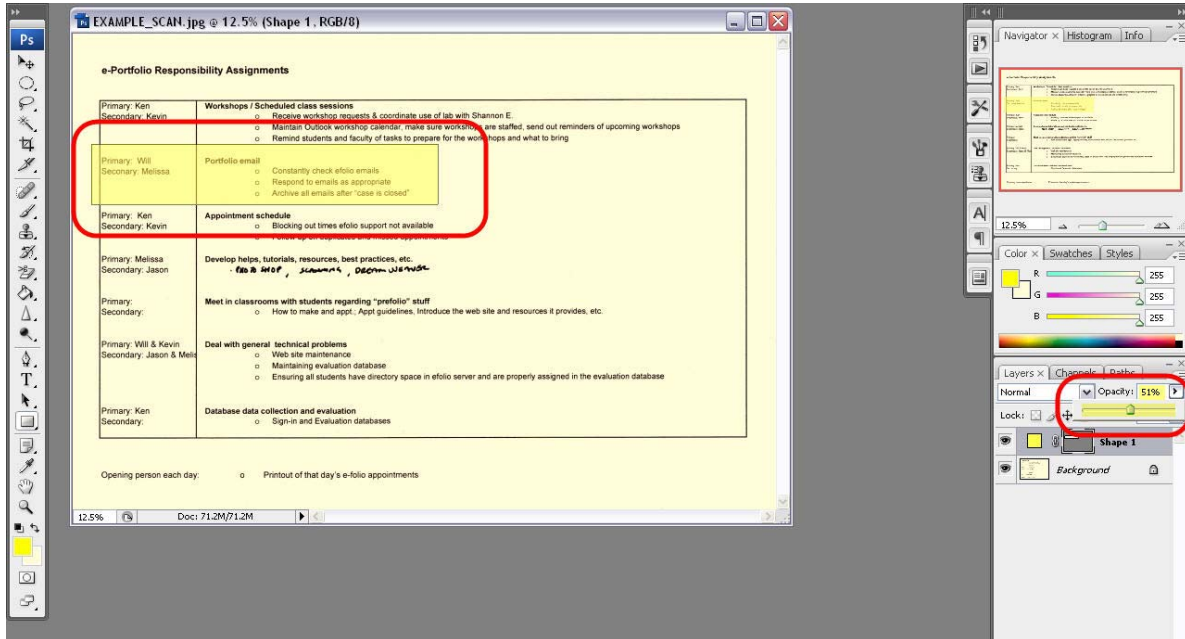 EXAMPLE_SCAN.jpg @ 12.5% (Shape 1, RGB/8)
Ps
e-Portfolio Responsibility Assignments
Primary: Ken
Secondary: Kevin
Workshops / Scheduled class sessions
o Receive workshop requests & coordinate use of lab with Shannon E.
o Maintain Outlook workshop calendar, make sure workshops are staffed, send out reminders of upcoming workshops
o Remind students and faculty of tasks to prepare for the workshops and what to bring
Primary: Will
Seconary: Melissa
Portfolio email
o Constantly check efolio emails
o Respond to emails as appropriate
o Archive all emails after "case is closed"
Primary: Ken
Secondary: Kevin
Appointment schedule
o Blocking out times efolio support not available
Primary: Melissa
Secondary: Jason
Develop helps, tutorials, resources, best practices, etc.
- PHOTO SHOP, SCANNING, DREAM WEAVER
Primary:
Secondary:
Meet in classrooms with students regarding "prefolio" stuff
o How to make and appt.; Appt guidelines, Introduce the web site and resources it provides, etc.
Primary: Will & Kevin
Secondary: Jason & Melis
Deal with general technical problems
o Web site maintenance
o Maintaining evaluation database
o Ensuring all students have directory space in efolio server and are properly assigned in the evaluation database
Primary: Ken
Secondary:
Database data collection and evaluation
o Sign-in and Evaluation databases
Opening person each day: o Printout of that day's e-folio appointments
12.5% Doc: 71.2M/71.2M
Navigator x Histogram Info
12.5%
Color x Swatches Styles
R 255
G 255
B 255
Layers x Channels Paths
Normal Opacity: 51%
Lock:
Shape 1
Background